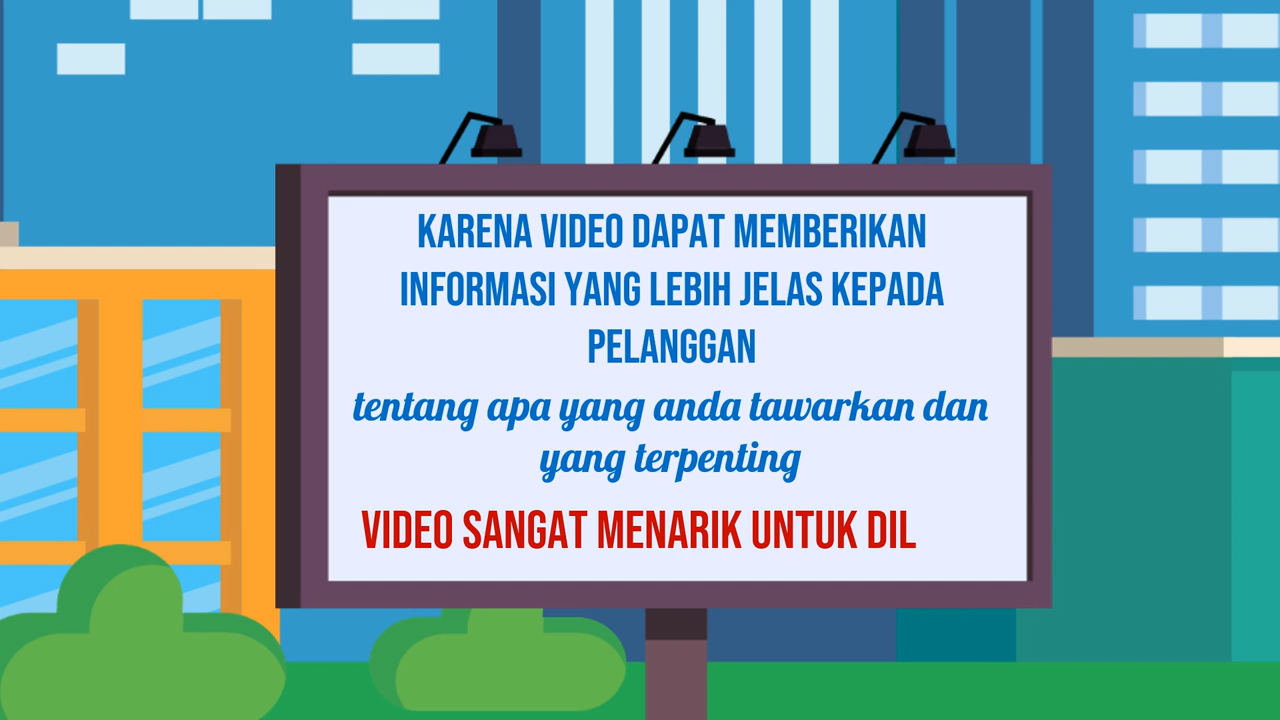 KARENA VIDEO DAPAT MEMBERIKAN
INFORMASI YANG LEBIH JELAS KEPADA
PELANGGAN
tentang apa yang anda tawarkan dan
yang terpenting
VIDEO SANGAT MENARIK UNTUK DIL